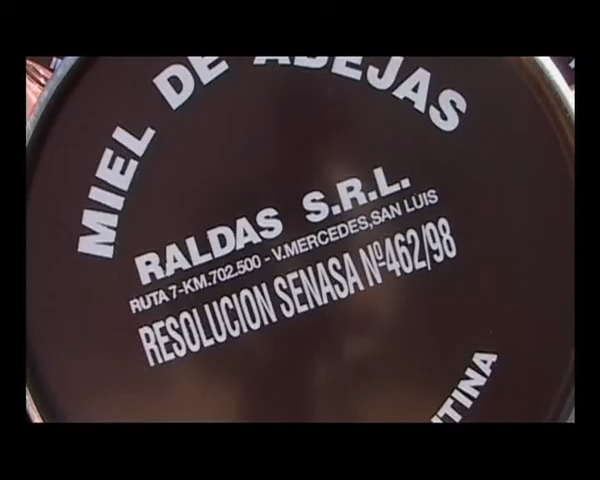 MIEL DE ABEJAS
RALDAS S.R.L.
RUTA 7-KM.702.500 - V.MERCEDES,SAN LUIS
RESOLUCION SENASA Nº462/98